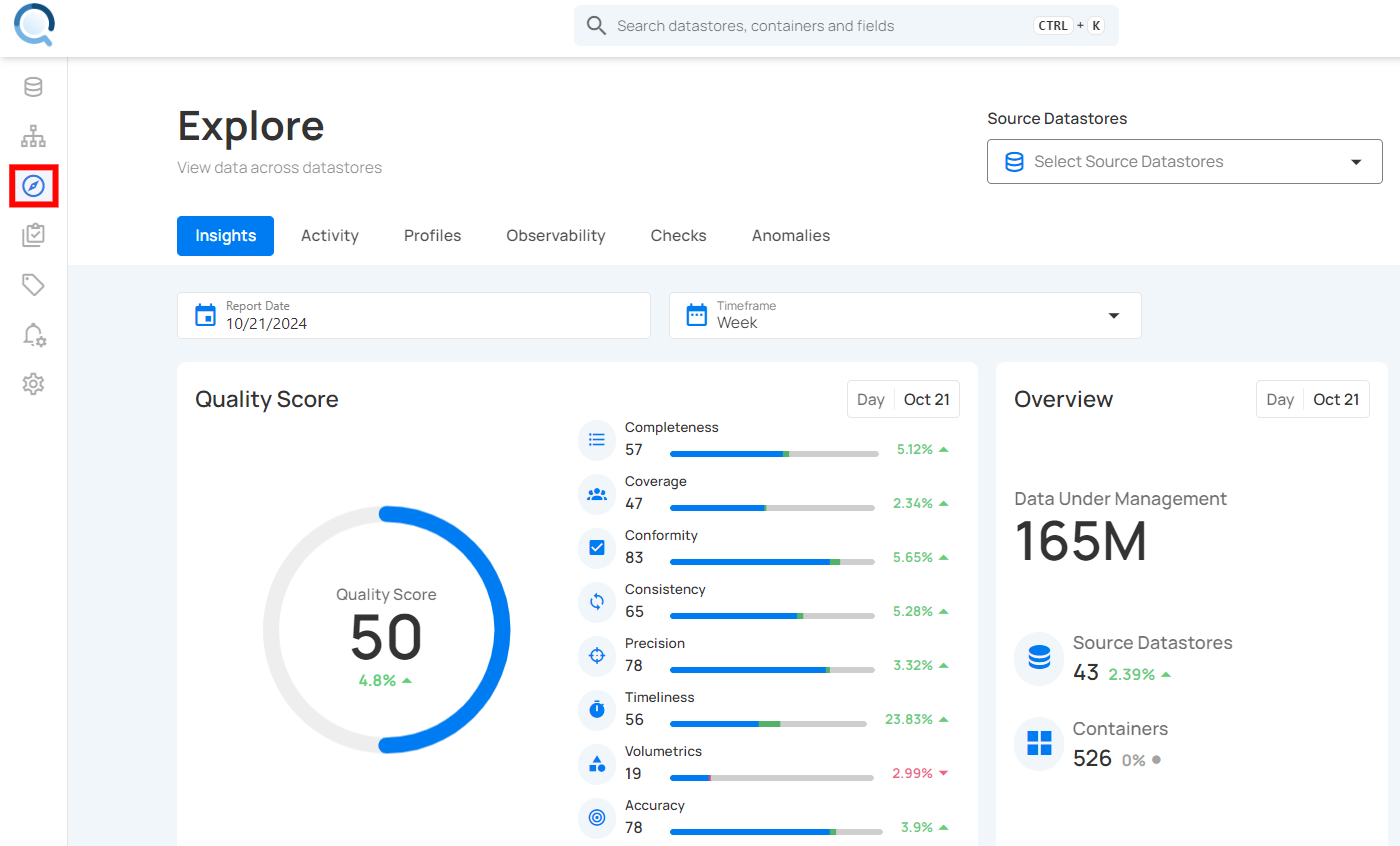 Search datastores, containers and fields
CTRL + K
Explore
View data across datastores
Source Datastores
Select Source Datastores
Insights Activity Profiles Observability Checks Anomalies
Report Date
10/21/2024
Timeframe
Week
Quality Score
Day Oct 21
Quality Score
50
4.8%
Completeness
57 5.12%
Coverage
47 2.34%
Conformity
83 5.65%
Consistency
65 5.28%
Precision
78 3.32%
Timeliness
56 23.83%
Volumetrics
19 2.99%
Accuracy
78 3.9%
Overview
Day Oct 21
Data Under Management
165M
Source Datastores
43 2.39%
Containers
526 0%